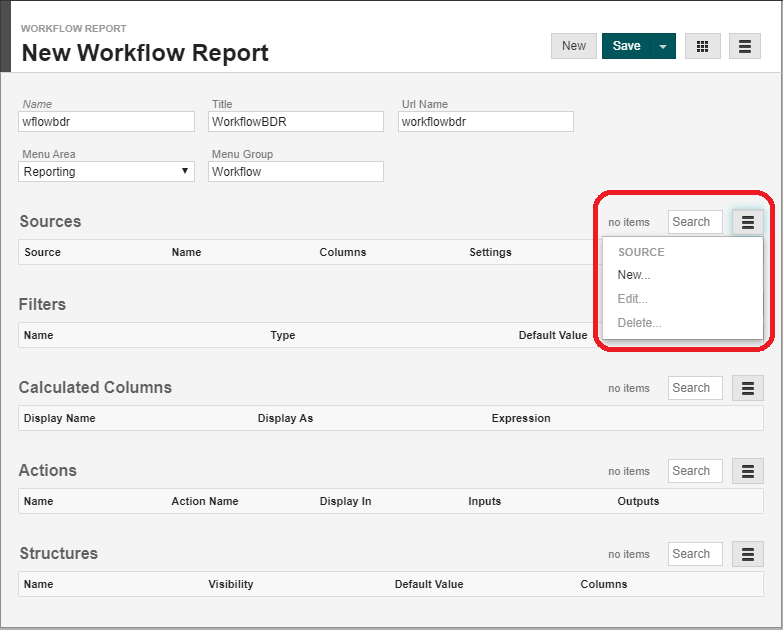 WORKFLOW REPORT
New Workflow Report
New Save
Name Title Url Name
wflowbdr WorkflowBDR workflowbdr
Menu Area Menu Group
Reporting Workflow
Sources no items Search
Source Name Columns Settings
SOURCE
New...
Edit...
Delete...
Filters
Name Type Default Value
Calculated Columns no items Search
Display Name Display As Expression
Actions no items Search
Name Action Name Display In Inputs Outputs
Structures no items Search
Name Visibility Default Value Columns